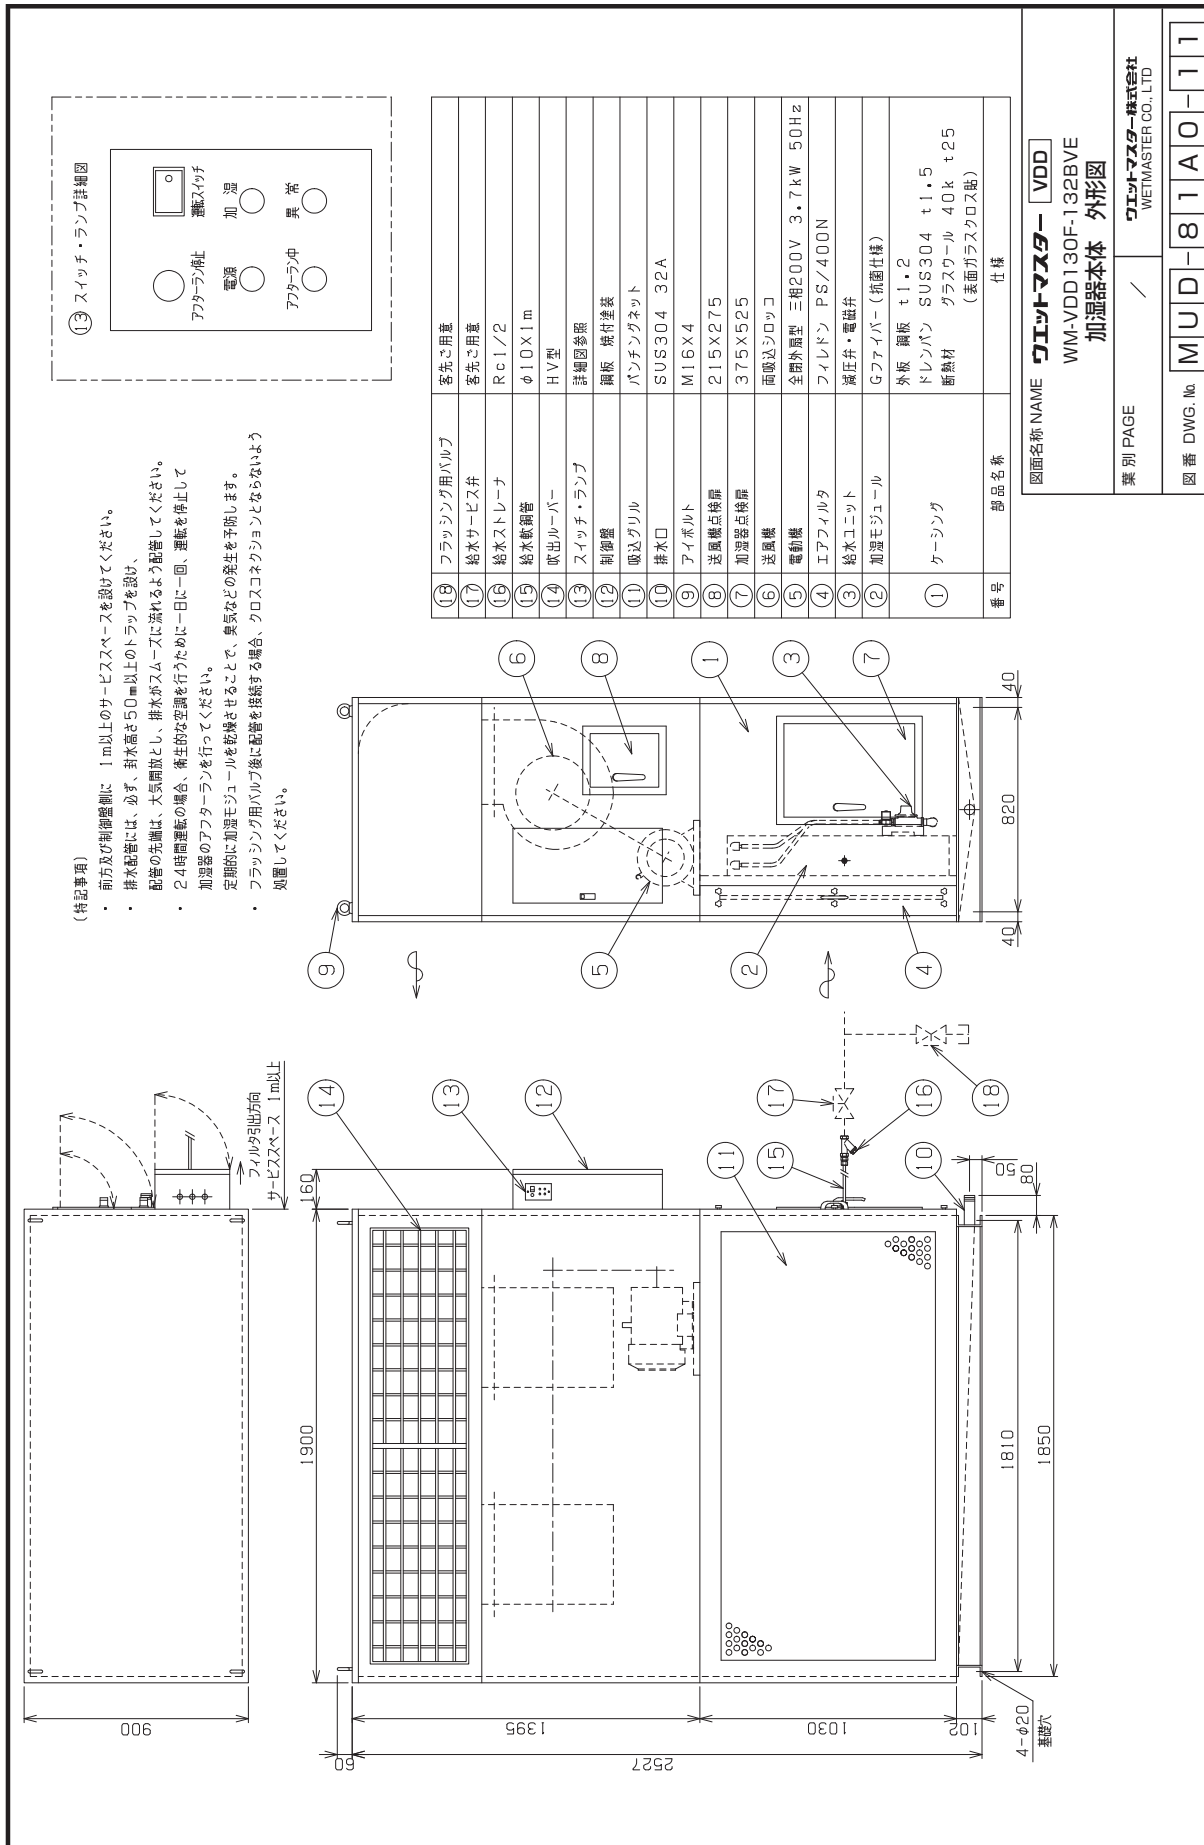 (特記事項)
・ 前方及び制御盤側に 1m以上のサービススペースを設けてください。
・ 排水配管には、必ず、封水高さ50㎜以上のトラップを設け、
配管の先端は、大気開放とし、排水がスムーズに流れるよう配管してください。
・ 24時間運転の場合、衛生的な空調を行うために一日に一回、運転を停止して
加湿器のアフターランを行ってください。
定期的に加湿モジュールを乾燥させることで、臭気などの発生を予防します。
・ フラッシング用バルブ後に配管を接続する場合、クロスコネクションとならないよう
処置してください。
⑬ スイッチ・ランプ詳細図
アフターラン停止
運転スイッチ
電源
加 湿
アフターラン中
異 常
900
フィルタ引出方向
サービススペース 1m以上
1900
160
60
1395
1030
102
2527
4-φ20
基礎穴
1810
1850
80
50
14
13
12
11
17
15
16
10
18
9
6
8
5
1
2
3
4
7
40
820
40
⑱ フラッシング用バルブ 客先ご用意
⑰ 給水サービス弁 客先ご用意
⑯ 給水ストレーナ Rc1/2
⑮ 給水軟銅管 φ10X1m
⑭ 吹出ルーバー HV型
⑬ スイッチ・ランプ 詳細図参照
⑫ 制御盤 鋼板 焼付塗装
⑪ 吸込グリル パンチングネット
⑩ 排水口 SUS304 32A
⑨ アイボルト M16X4
⑧ 送風機点検扉 215X275
⑦ 加湿器点検扉 375X525
⑥ 送風機 両吸込シロッコ
⑤ 電動機 全閉外扇型 三相200V 3.7kW 50Hz
④ エアフィルタ フィレドン PS/400N
③ 給水ユニット 減圧弁・電磁弁
② 加湿モジュール Gファイバー(抗菌仕様)
① ケーシング 外板 鋼板 t1.2
ドレンパン SUS304 t1.5
断熱材 グラスウール 40k t25
(表面ガラスクロス貼)
番号 部品名称 仕様
図面名称 NAME ウエットマスター VDD
WM-VDD130F-132BVE
加湿器本体 外形図
葉別 PAGE /
ウエットマスター株式会社
WETMASTER CO., LTD
図番 DWG. № MUD-81A0-11